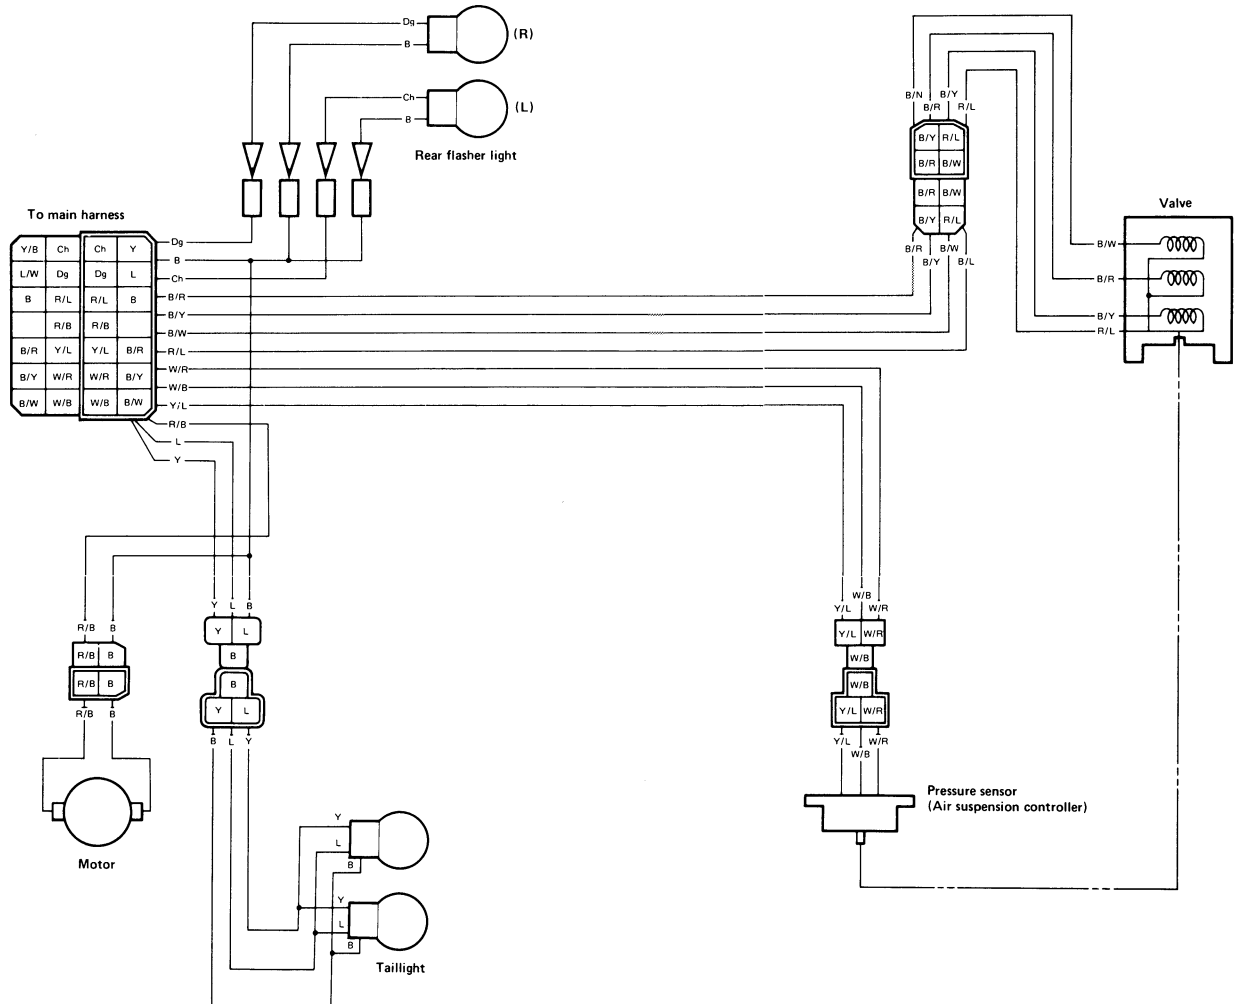 Dg
B
(R)
Ch
B
(L)
Rear flasher light
To main harness
Y/B Ch Ch Y
L/W Dg Dg L
B R/L R/L B
R/B R/B
B/R Y/L Y/L B/R
B/Y W/R W/R B/Y
B/W W/B W/B B/W
Dg
B
Ch
B/R
B/Y
B/W
R/L
W/R
W/B
Y/L
R/B
L
Y
B/N B/Y
B/R R/L
B/Y R/L
B/R B/W
B/R B/W
B/Y R/L
B/R B/W
B/Y B/L
Valve
B/W
B/R
B/Y
R/L
R/B B
R/B B
R/B B
R/B B
Motor
Y L B
Y L
B
B
Y L
B L Y
Y
L
B
Y
L
B
Taillight
W/B
Y/L W/R
Y/L W/R
W/B
W/B
Y/L W/R
Y/L W/R
W/B
Pressure sensor
(Air suspension controller)